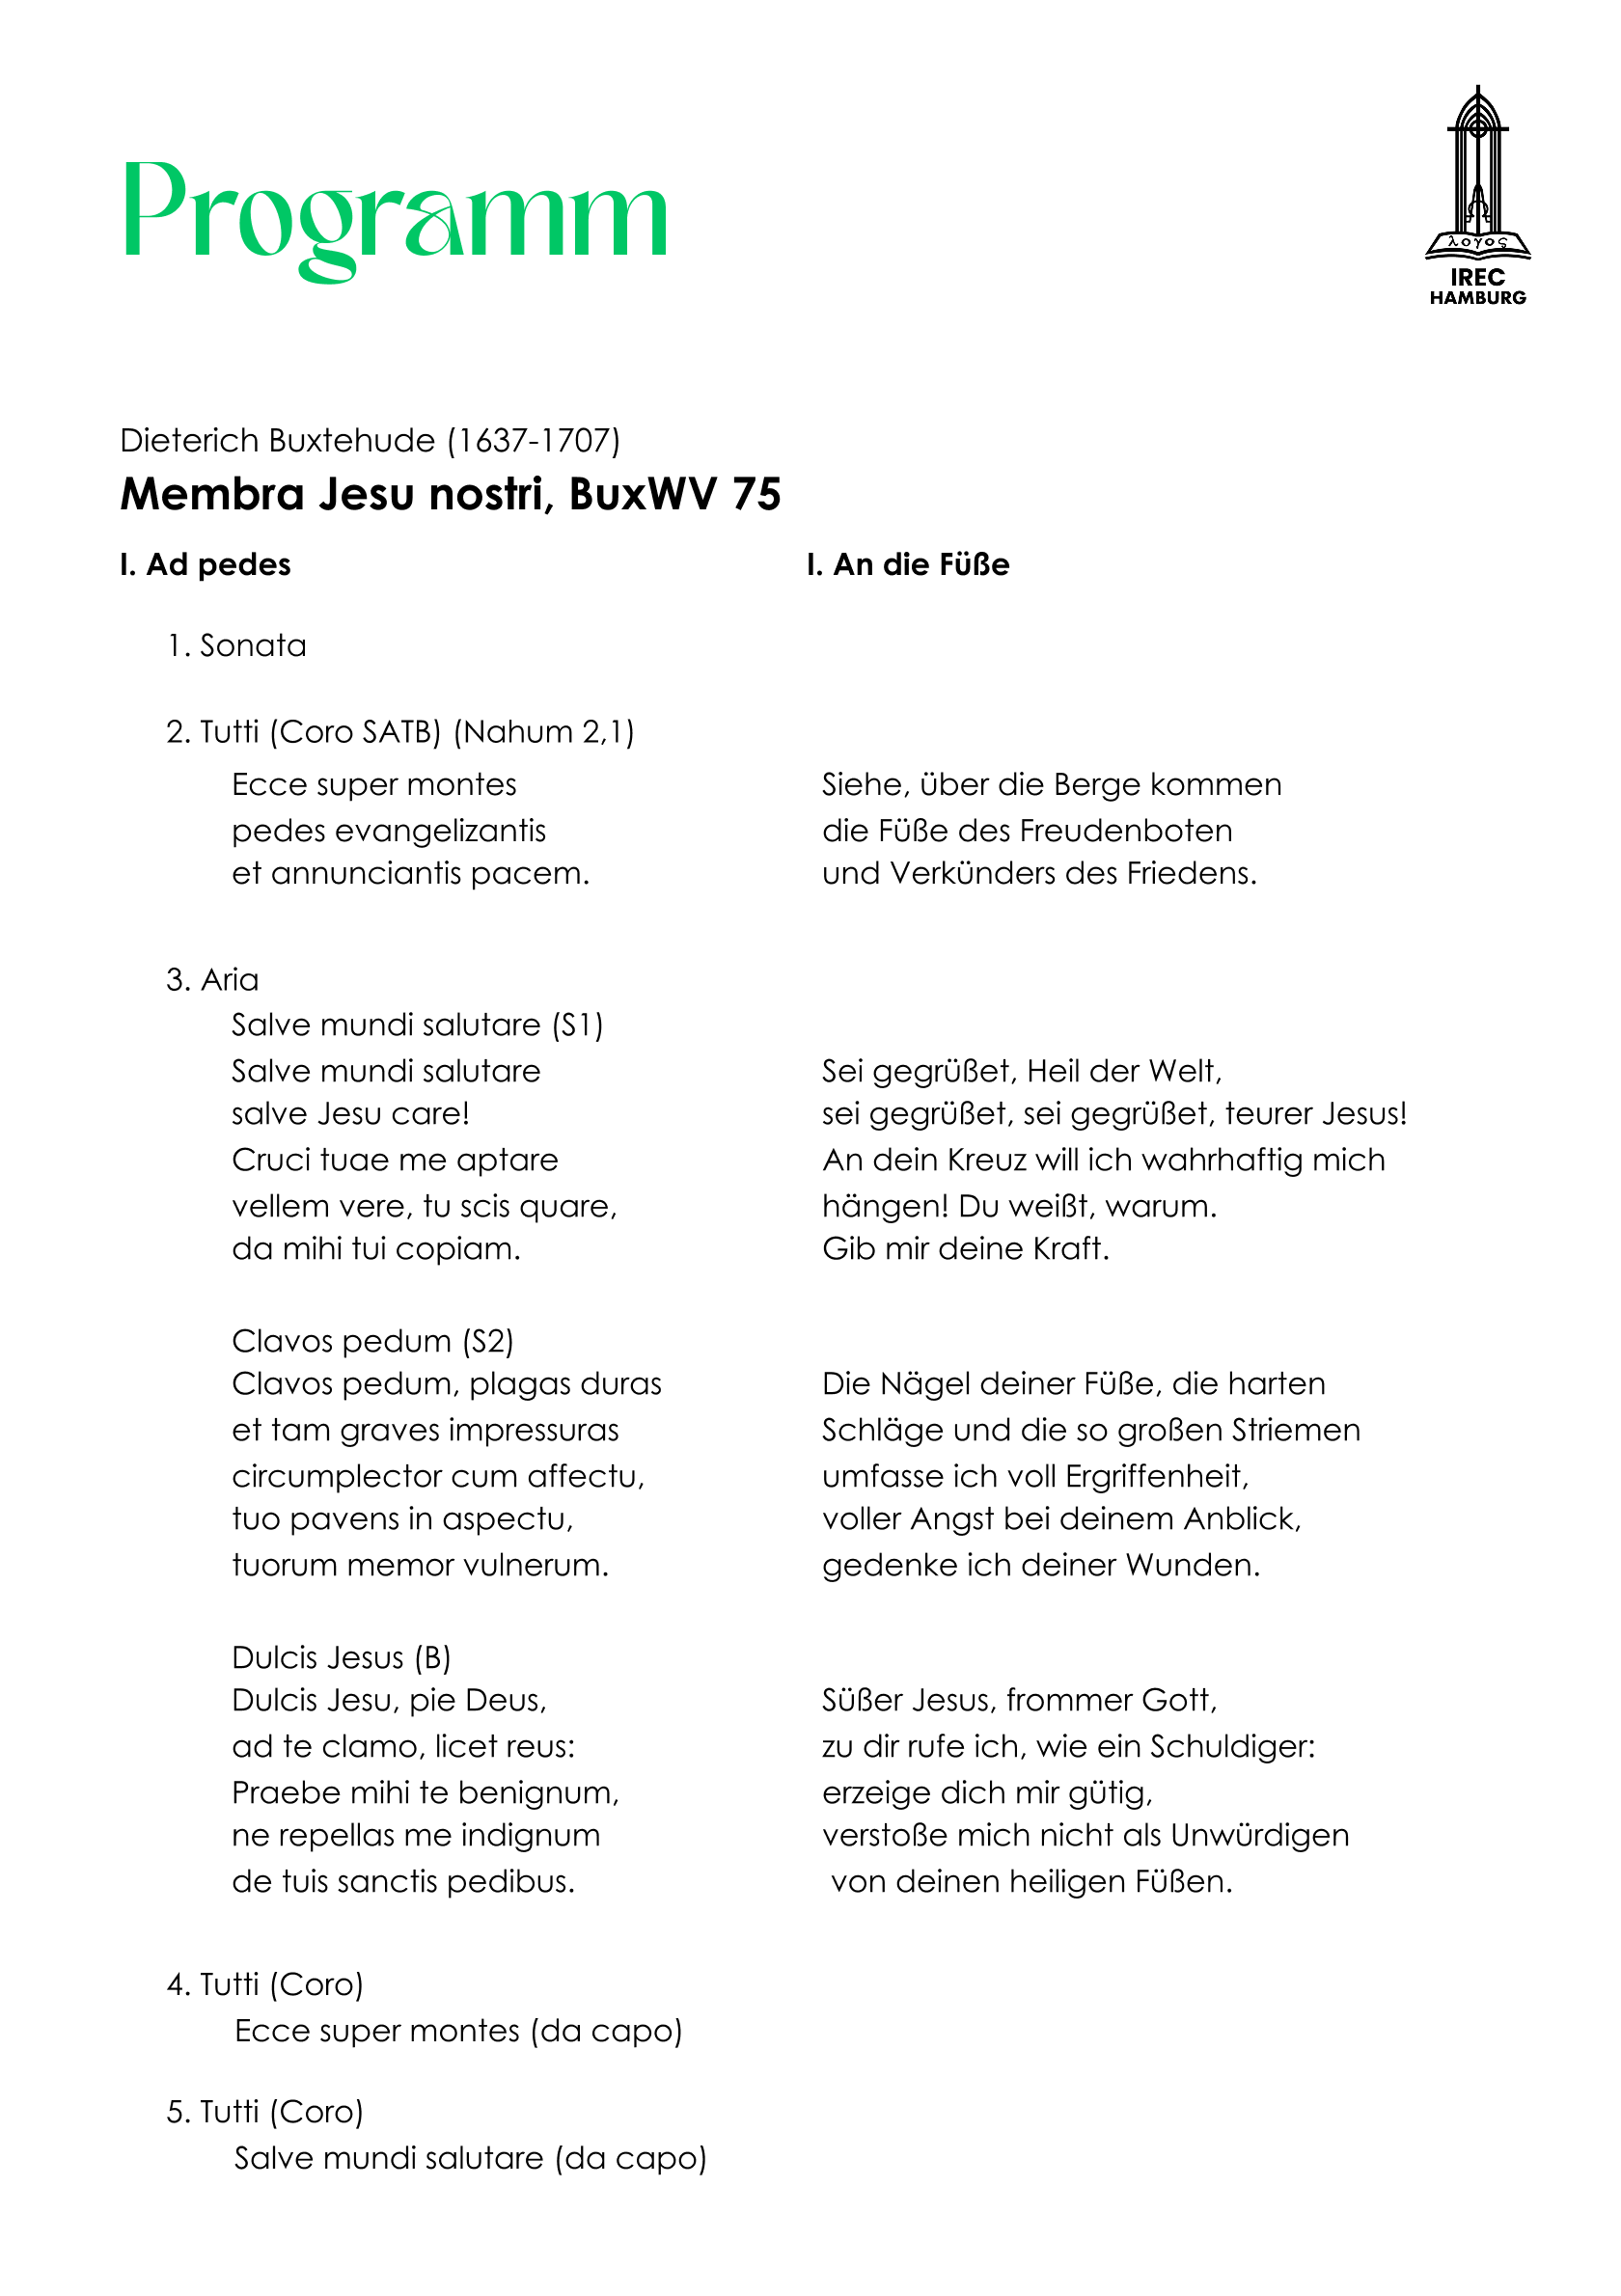 Programm
λογος
IREC
HAMBURG
Dieterich Buxtehude (1637-1707)
Membra Jesu nostri, BuxWV 75
I. Ad pedes
I. An die Füße
1. Sonata
2. Tutti (Coro SATB) (Nahum 2,1)
Ecce super montes
pedes evangelizantis
et annunciantis pacem.
Siehe, über die Berge kommen
die Füße des Freudenboten
und Verkünders des Friedens.
3. Aria
Salve mundi salutare (S1)
Salve mundi salutare
salve Jesu care!
Cruci tuae me aptare
vellem vere, tu scis quare,
da mihi tui copiam.
Sei gegrüßet, Heil der Welt,
sei gegrüßet, sei gegrüßet, teurer Jesus!
An dein Kreuz will ich wahrhaftig mich
hängen! Du weißt, warum.
Gib mir deine Kraft.
Clavos pedum (S2)
Clavos pedum, plagas duras
et tam graves impressuras
circumplector cum affectu,
tuo pavens in aspectu,
tuorum memor vulnerum.
Die Nägel deiner Füße, die harten
Schläge und die so großen Striemen
umfasse ich voll Ergriffenheit,
voller Angst bei deinem Anblick,
gedenke ich deiner Wunden.
Dulcis Jesus (B)
Dulcis Jesu, pie Deus,
ad te clamo, licet reus:
Praebe mihi te benignum,
ne repellas me indignum
de tuis sanctis pedibus.
Süßer Jesus, frommer Gott,
zu dir rufe ich, wie ein Schuldiger:
erzeige dich mir gütig,
verstoße mich nicht als Unwürdigen
von deinen heiligen Füßen.
4. Tutti (Coro)
Ecce super montes (da capo)
5. Tutti (Coro)
Salve mundi salutare (da capo)